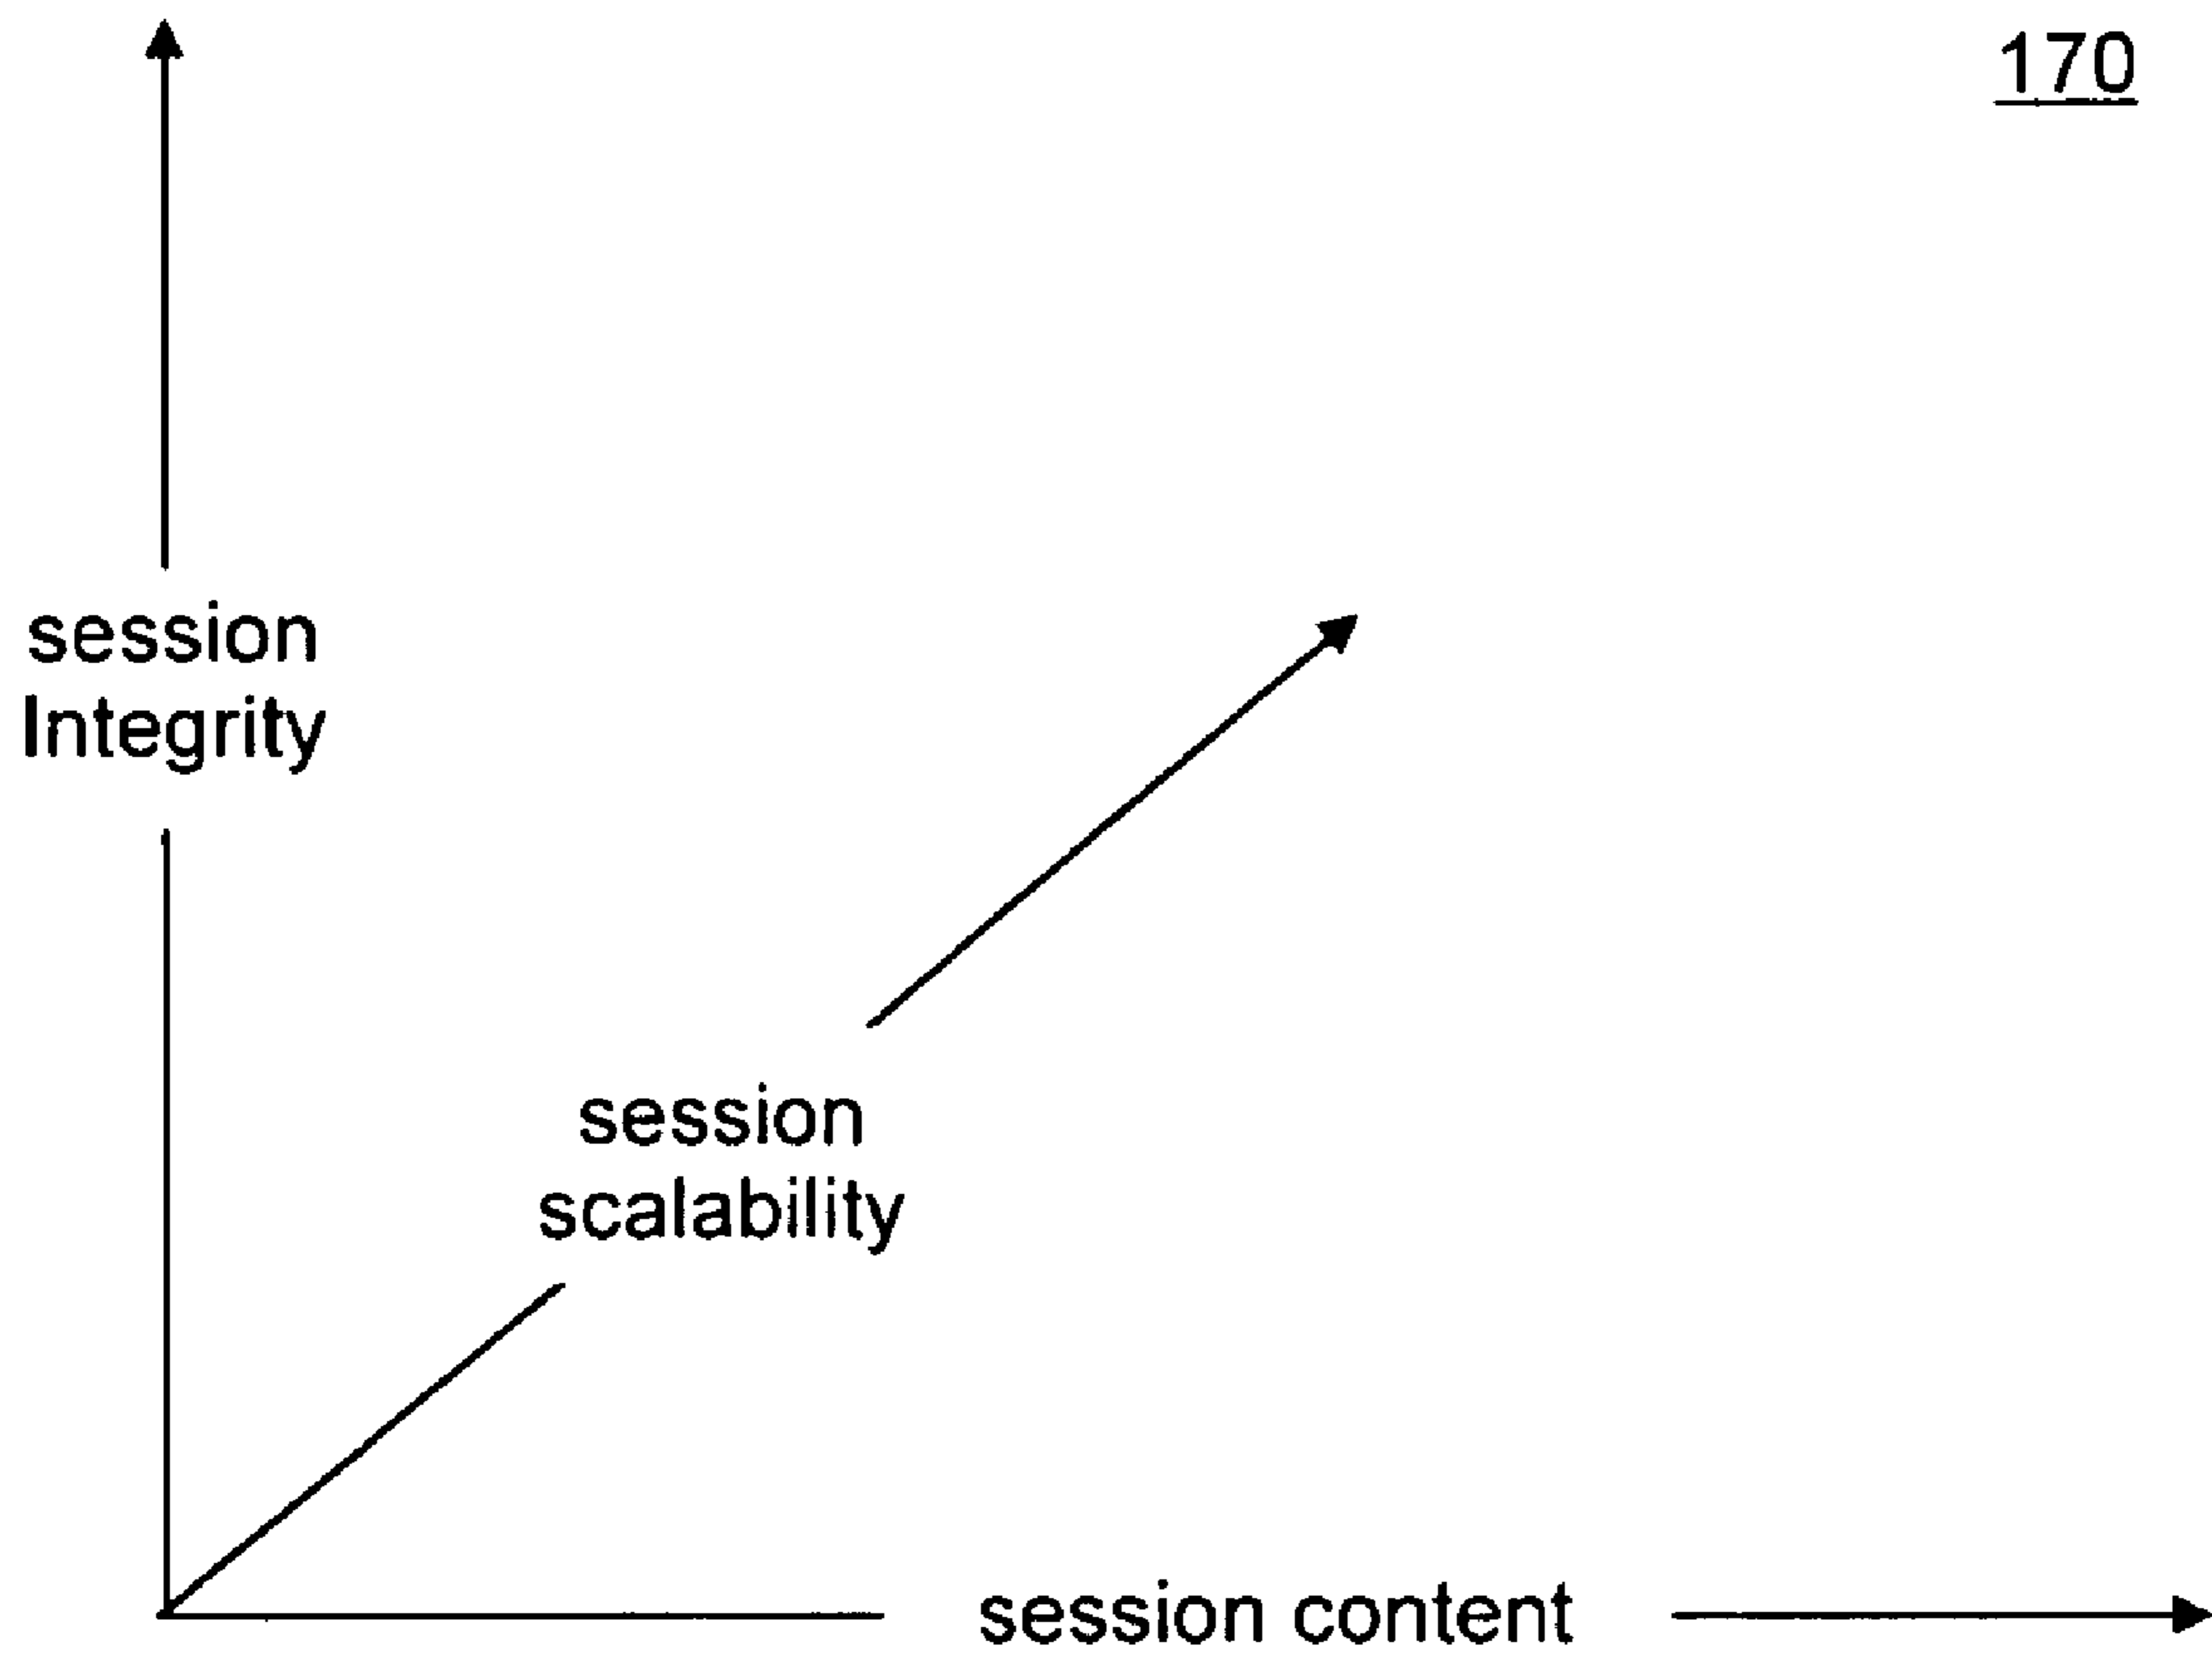 170
session
Integrity
session
scalability
session content